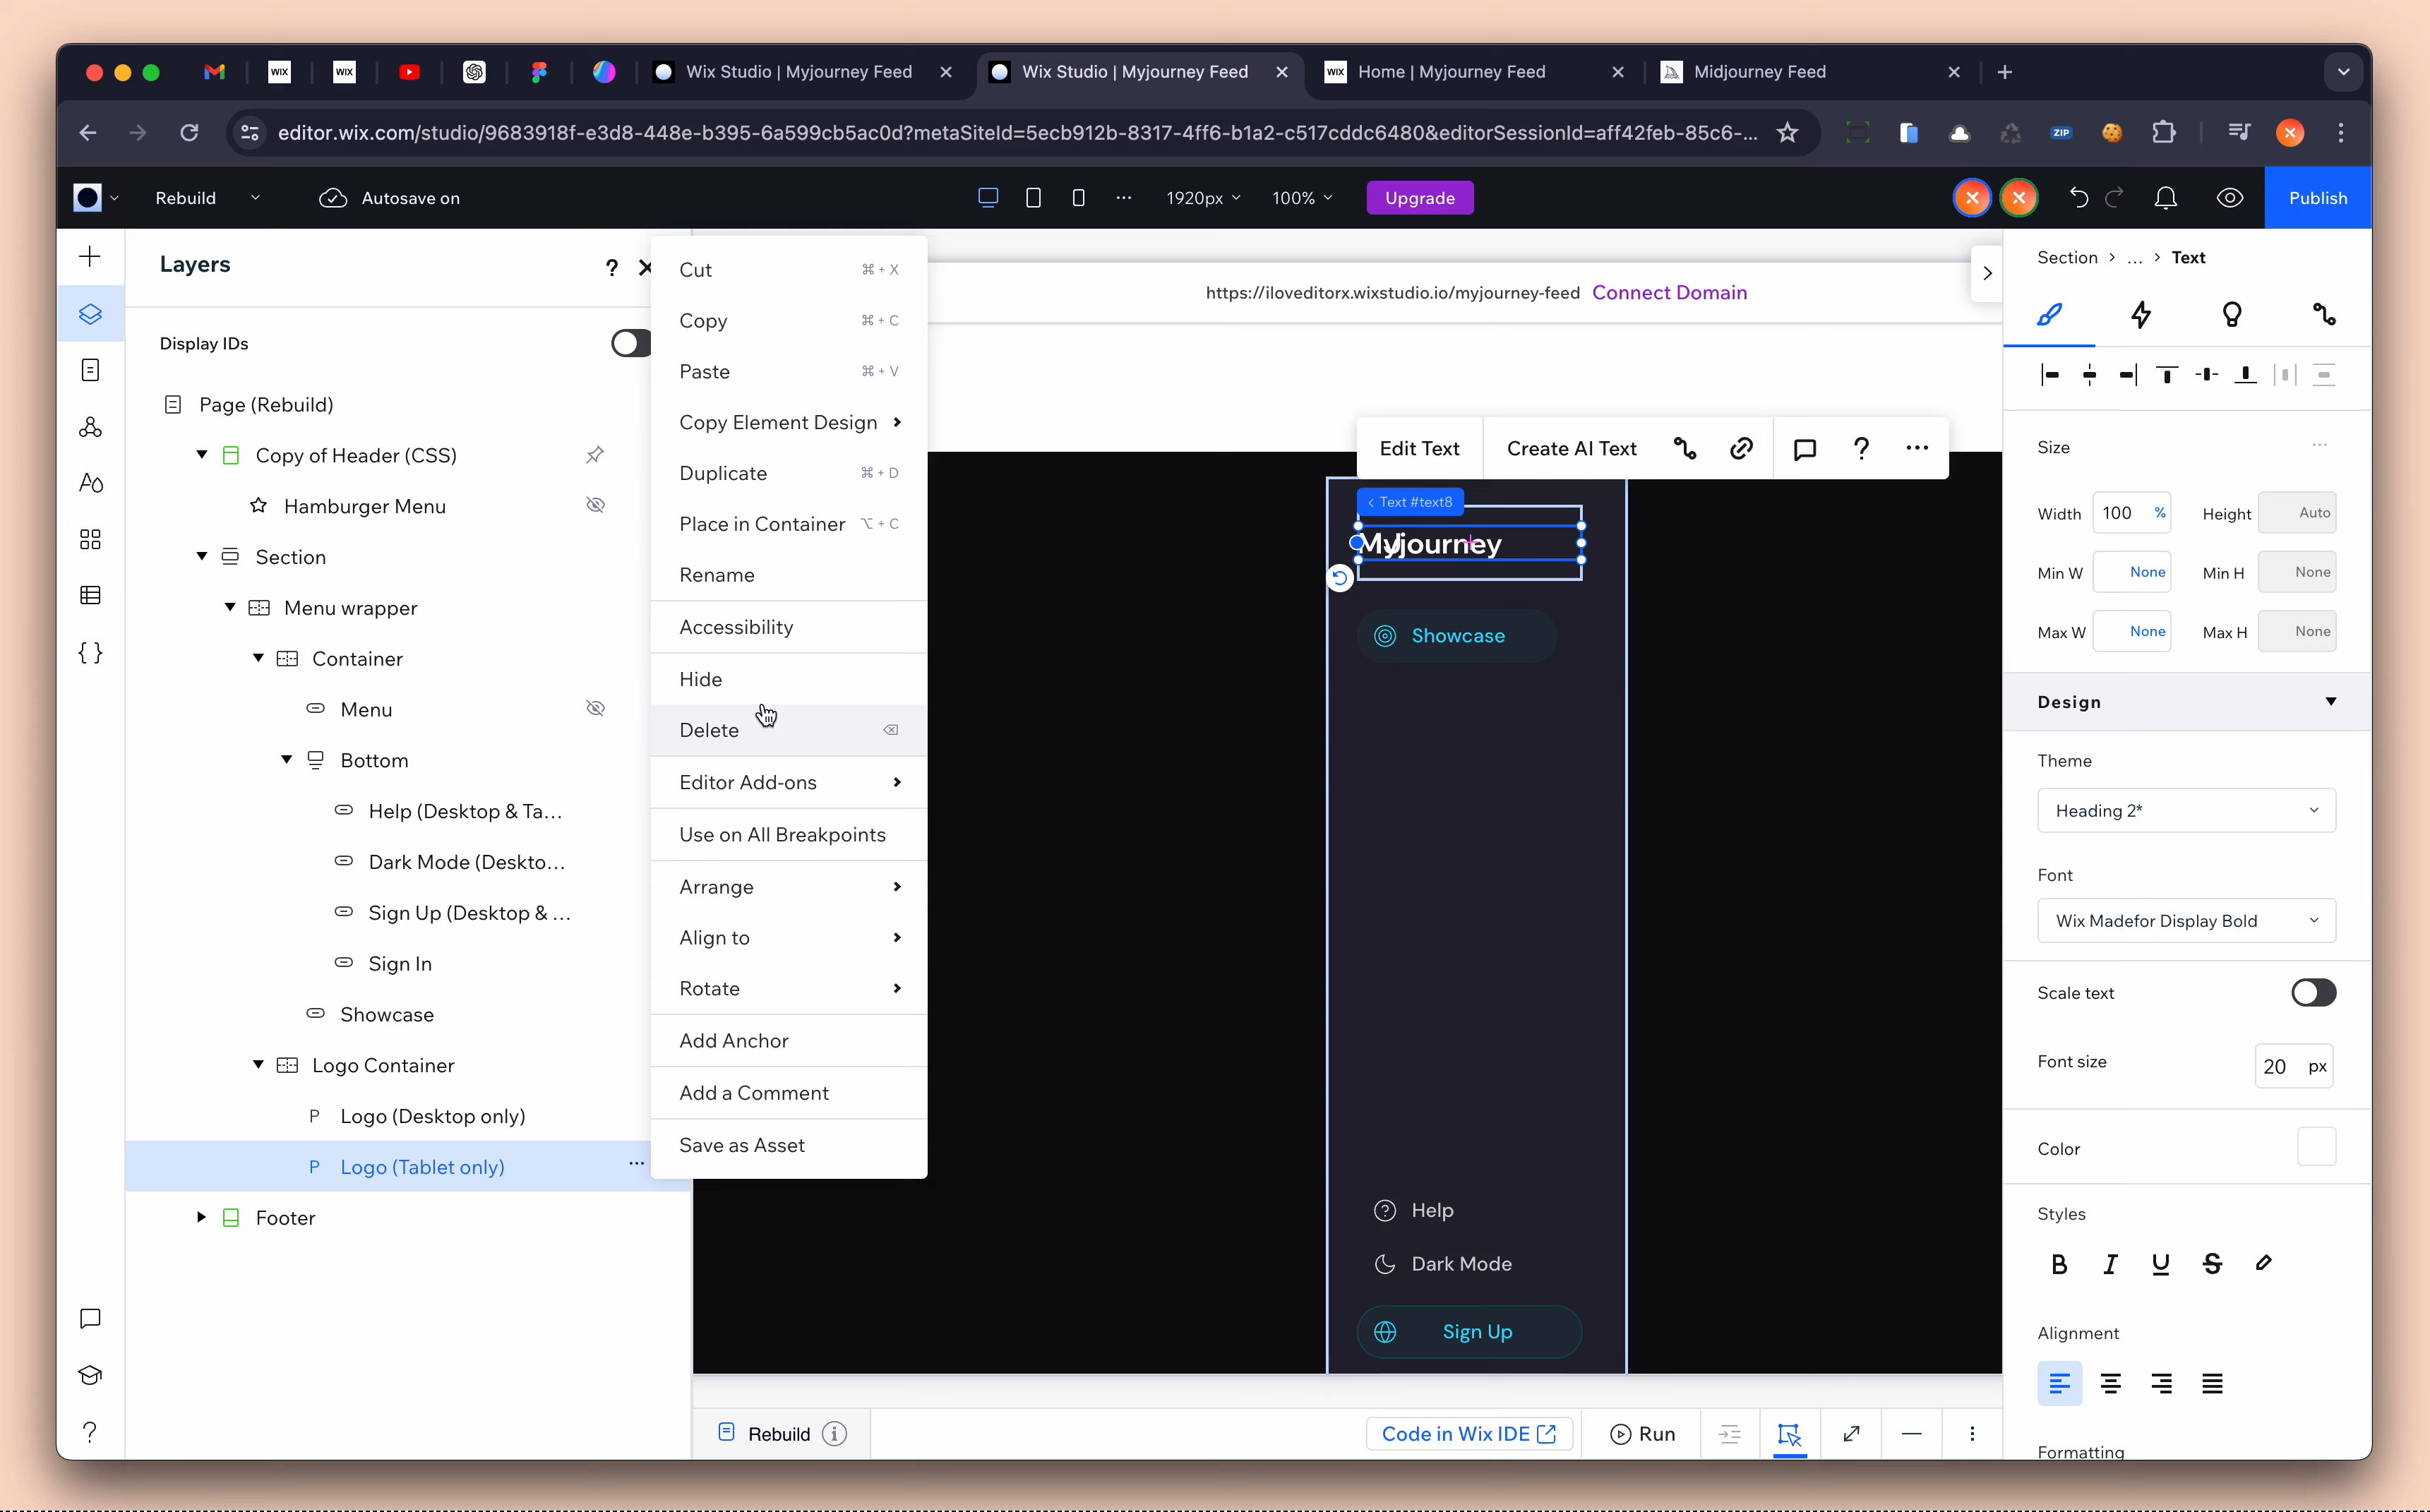 WIX
WIX
Wix Studio | Myjourney Feed
Wix Studio | Myjourney Feed
WIX
Home | Myjourney Feed
Midjourney Feed
editor.wix.com/studio/9683918f-e3d8-448e-b395-6a599cb5ac0d?metaSiteId=5ecb912b-8317-4ff6-b1a2-c517cddc6480&editorSessionId=aff42feb-85c6-...
ZIP
Rebuild
Autosave on
1920px
100%
Upgrade
Publish
Layers
?
Display IDs
Page (Rebuild)
Copy of Header (CSS)
Hamburger Menu
Section
Menu wrapper
Container
Menu
Bottom
Help (Desktop & Ta...
Dark Mode (Deskto...
Sign Up (Desktop & ...
Sign In
Showcase
Logo Container
P Logo (Desktop only)
P Logo (Tablet only)
Footer
Cut ⌘ + X
Copy ⌘ + C
Paste ⌘ + V
Copy Element Design
Duplicate ⌘ + D
Place in Container ⌥ + C
Rename
Accessibility
Hide
Delete
Editor Add-ons
Use on All Breakpoints
Arrange
Align to
Rotate
Add Anchor
Add a Comment
Save as Asset
https://iloveditorx.wixstudio.io/myjourney-feed Connect Domain
Edit Text
Create AI Text
?
< Text #text8
Myjourney
Showcase
Help
Dark Mode
Sign Up
Rebuild
Code in Wix IDE
Run
Section > ... > Text
Size
Width 100 % Height Auto
Min W None Min H None
Max W None Max H None
Design
Theme
Heading 2*
Font
Wix Madefor Display Bold
Scale text
Font size 20 px
Color
Styles
B I U S
Alignment
Formatting